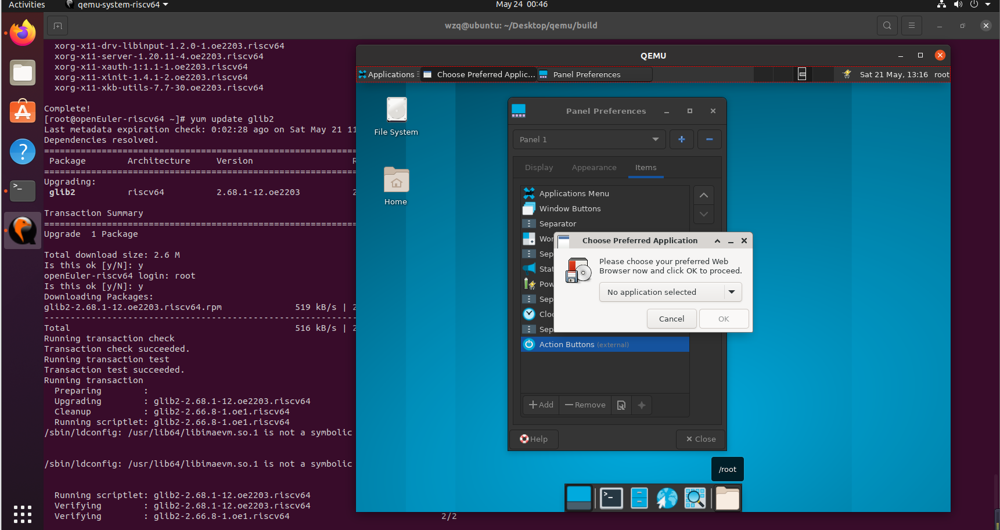 Activities
qemu-system-riscv64
May 24 00:46
wzq@ubuntu: ~/Desktop/qemu/build
xorg-x11-drv-libinput-1.2.0-1.oe2203.riscv64
xorg-x11-server-1.20.11-4.oe2203.riscv64
xorg-x11-xauth-1:1.1-1.oe2203.riscv64
xorg-x11-xinit-1.4.1-2.oe2203.riscv64
xorg-x11-xkb-utils-7.7-30.oe2203.riscv64
Complete!
[root@openEuler-riscv64 ~]# yum update glib2
Last metadata expiration check: 0:02:28 ago on Sat May 21 11
Dependencies resolved.
================================================================
Package Architecture Version R
================================================================
Upgrading:
glib2 riscv64 2.68.1-12.oe2203 2
Transaction Summary
================================================================
Upgrade 1 Package
Total download size: 2.6 M
Is this ok [y/N]: y
openEuler-riscv64 login: root
Is this ok [y/N]: y
Downloading Packages:
glib2-2.68.1-12.oe2203.riscv64.rpm 519 kB/s | 2
----------------------------------------------------------------
Total 516 kB/s | 2
Running transaction check
Transaction check succeeded.
Running transaction test
Transaction test succeeded.
Running transaction
Preparing :
Upgrading : glib2-2.68.1-12.oe2203.riscv64
Cleanup : glib2-2.66.8-1.oe1.riscv64
Running scriptlet: glib2-2.66.8-1.oe1.riscv64
/sbin/ldconfig: /usr/lib64/libimaevm.so.1 is not a symbolic
/sbin/ldconfig: /usr/lib64/libimaevm.so.1 is not a symbolic
Running scriptlet: glib2-2.68.1-12.oe2203.riscv64
Verifying : glib2-2.68.1-12.oe2203.riscv64
Verifying : glib2-2.66.8-1.oe1.riscv64 2/2
QEMU
Applications
Choose Preferred Applic...
Panel Preferences
Sat 21 May, 13:16
root
File System
Home
Panel Preferences
Panel 1
Display
Appearance
Items
Applications Menu
Window Buttons
Separator
Wor
Sep
Stat
Pow
Sep
Cloc
Sep
Action Buttons (external)
Add
Remove
Help
Close
Choose Preferred Application
Please choose your preferred Web
Browser now and click OK to proceed.
No application selected
Cancel
OK
/root